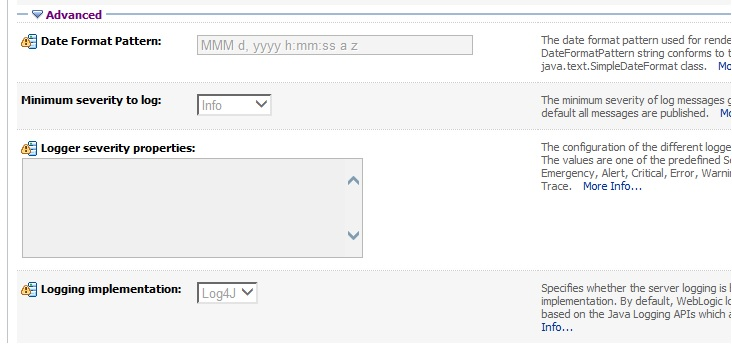 Advanced
Date Format Pattern:
MMM d, yyyy h:mm:ss a z
The date format pattern used for rende
DateFormatPattern string conforms to t
java.text.SimpleDateFormat class. Mo
Minimum severity to log:
Info
The minimum severity of log messages g
default all messages are published. Mo
Logger severity properties:
The configuration of the different logge
The values are one of the predefined Se
Emergency, Alert, Critical, Error, Warnin
Trace. More Info...
Logging implementation:
Log4J
Specifies whether the server logging is b
implementation. By default, WebLogic lo
based on the Java Logging APIs which a
Info...